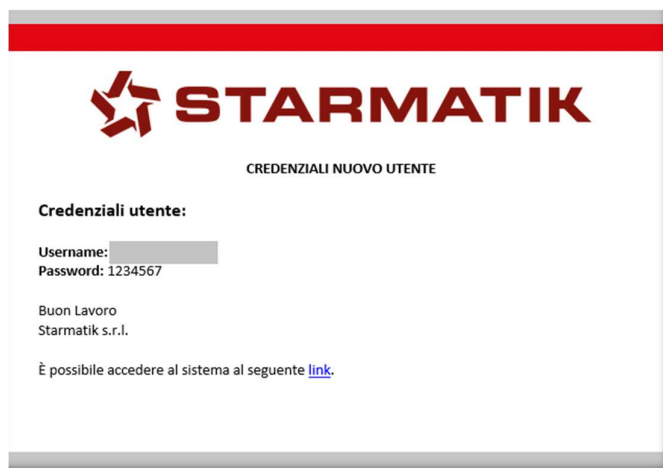 STARMATIK
CREDENZIALI NUOVO UTENTE
Credenziali utente:
Username:
Password: 1234567
Buon Lavoro
Starmatik s.r.l.
È possibile accedere al sistema al seguente link.